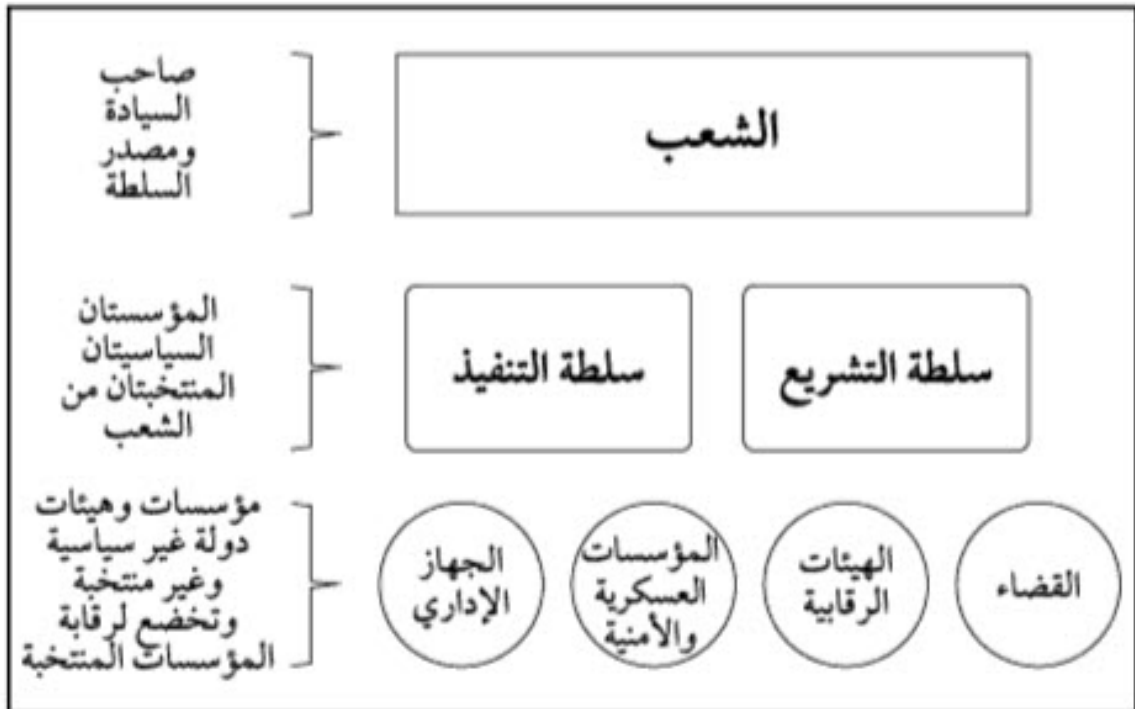 صاحب
السيادة
ومصدر
السلطة
الشعب
المؤسستان
السياسيتان
المنتخبتان من
الشعب
سلطة التشريع
سلطة التنفيذ
مؤسسات وهيئات
دولة غير سياسية
وغير منتخبة
وتخضع لرقابة
المؤسسات المنتخبة
القضاء
الهيئات
الرقابية
المؤسسات
العسكرية
والأمنية
الجهاز
الإداري